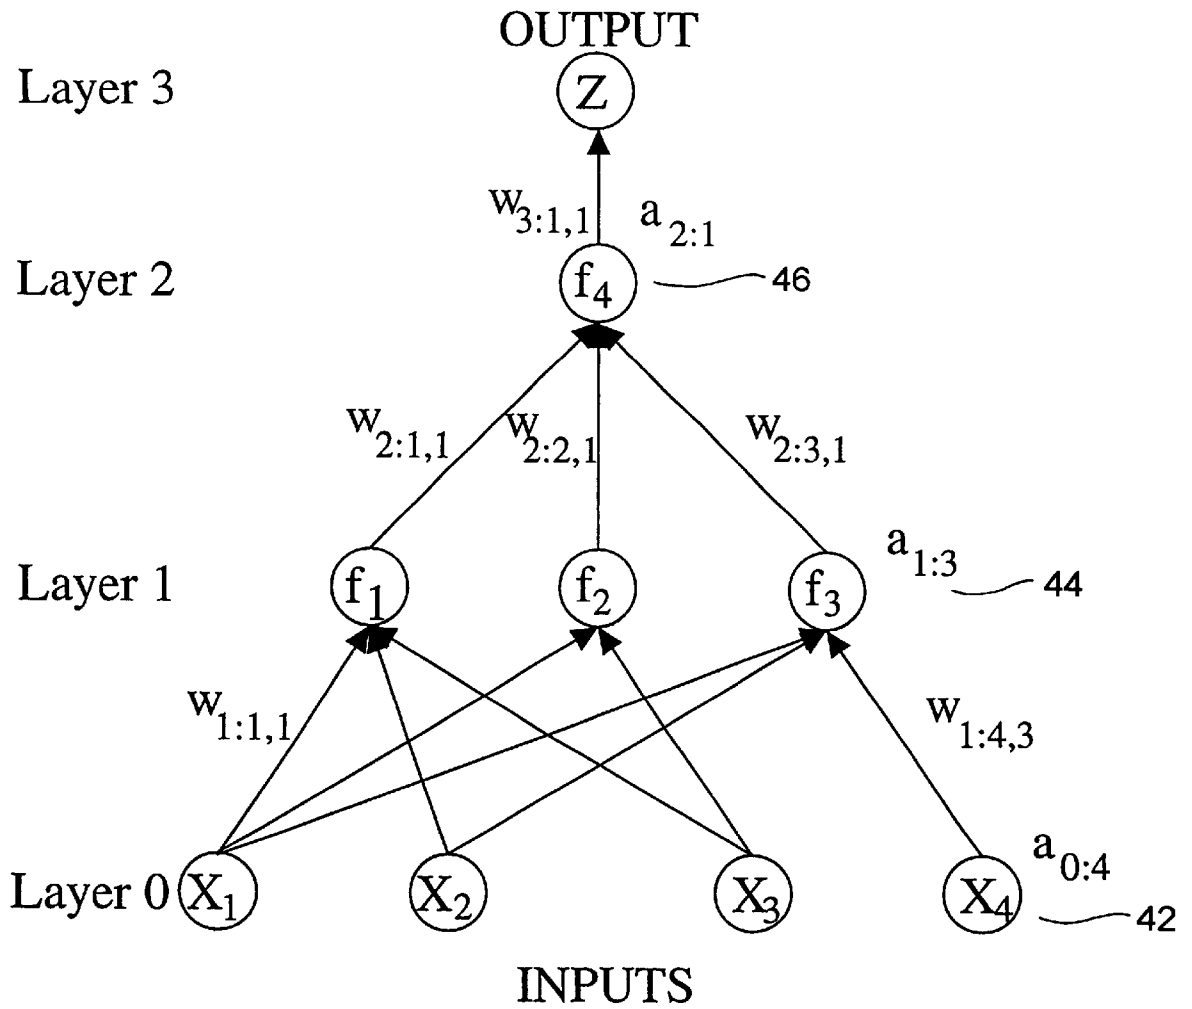 OUTPUT
Layer 3 Z
w3:1,1 a2:1
Layer 2 f4 46
w2:1,1 w2:2,1 w2:3,1
a1:3
Layer 1 f1 f2 f3 44
w1:1,1 w1:4,3
a0:4
Layer 0 X1 X2 X3 X4 42
INPUTS